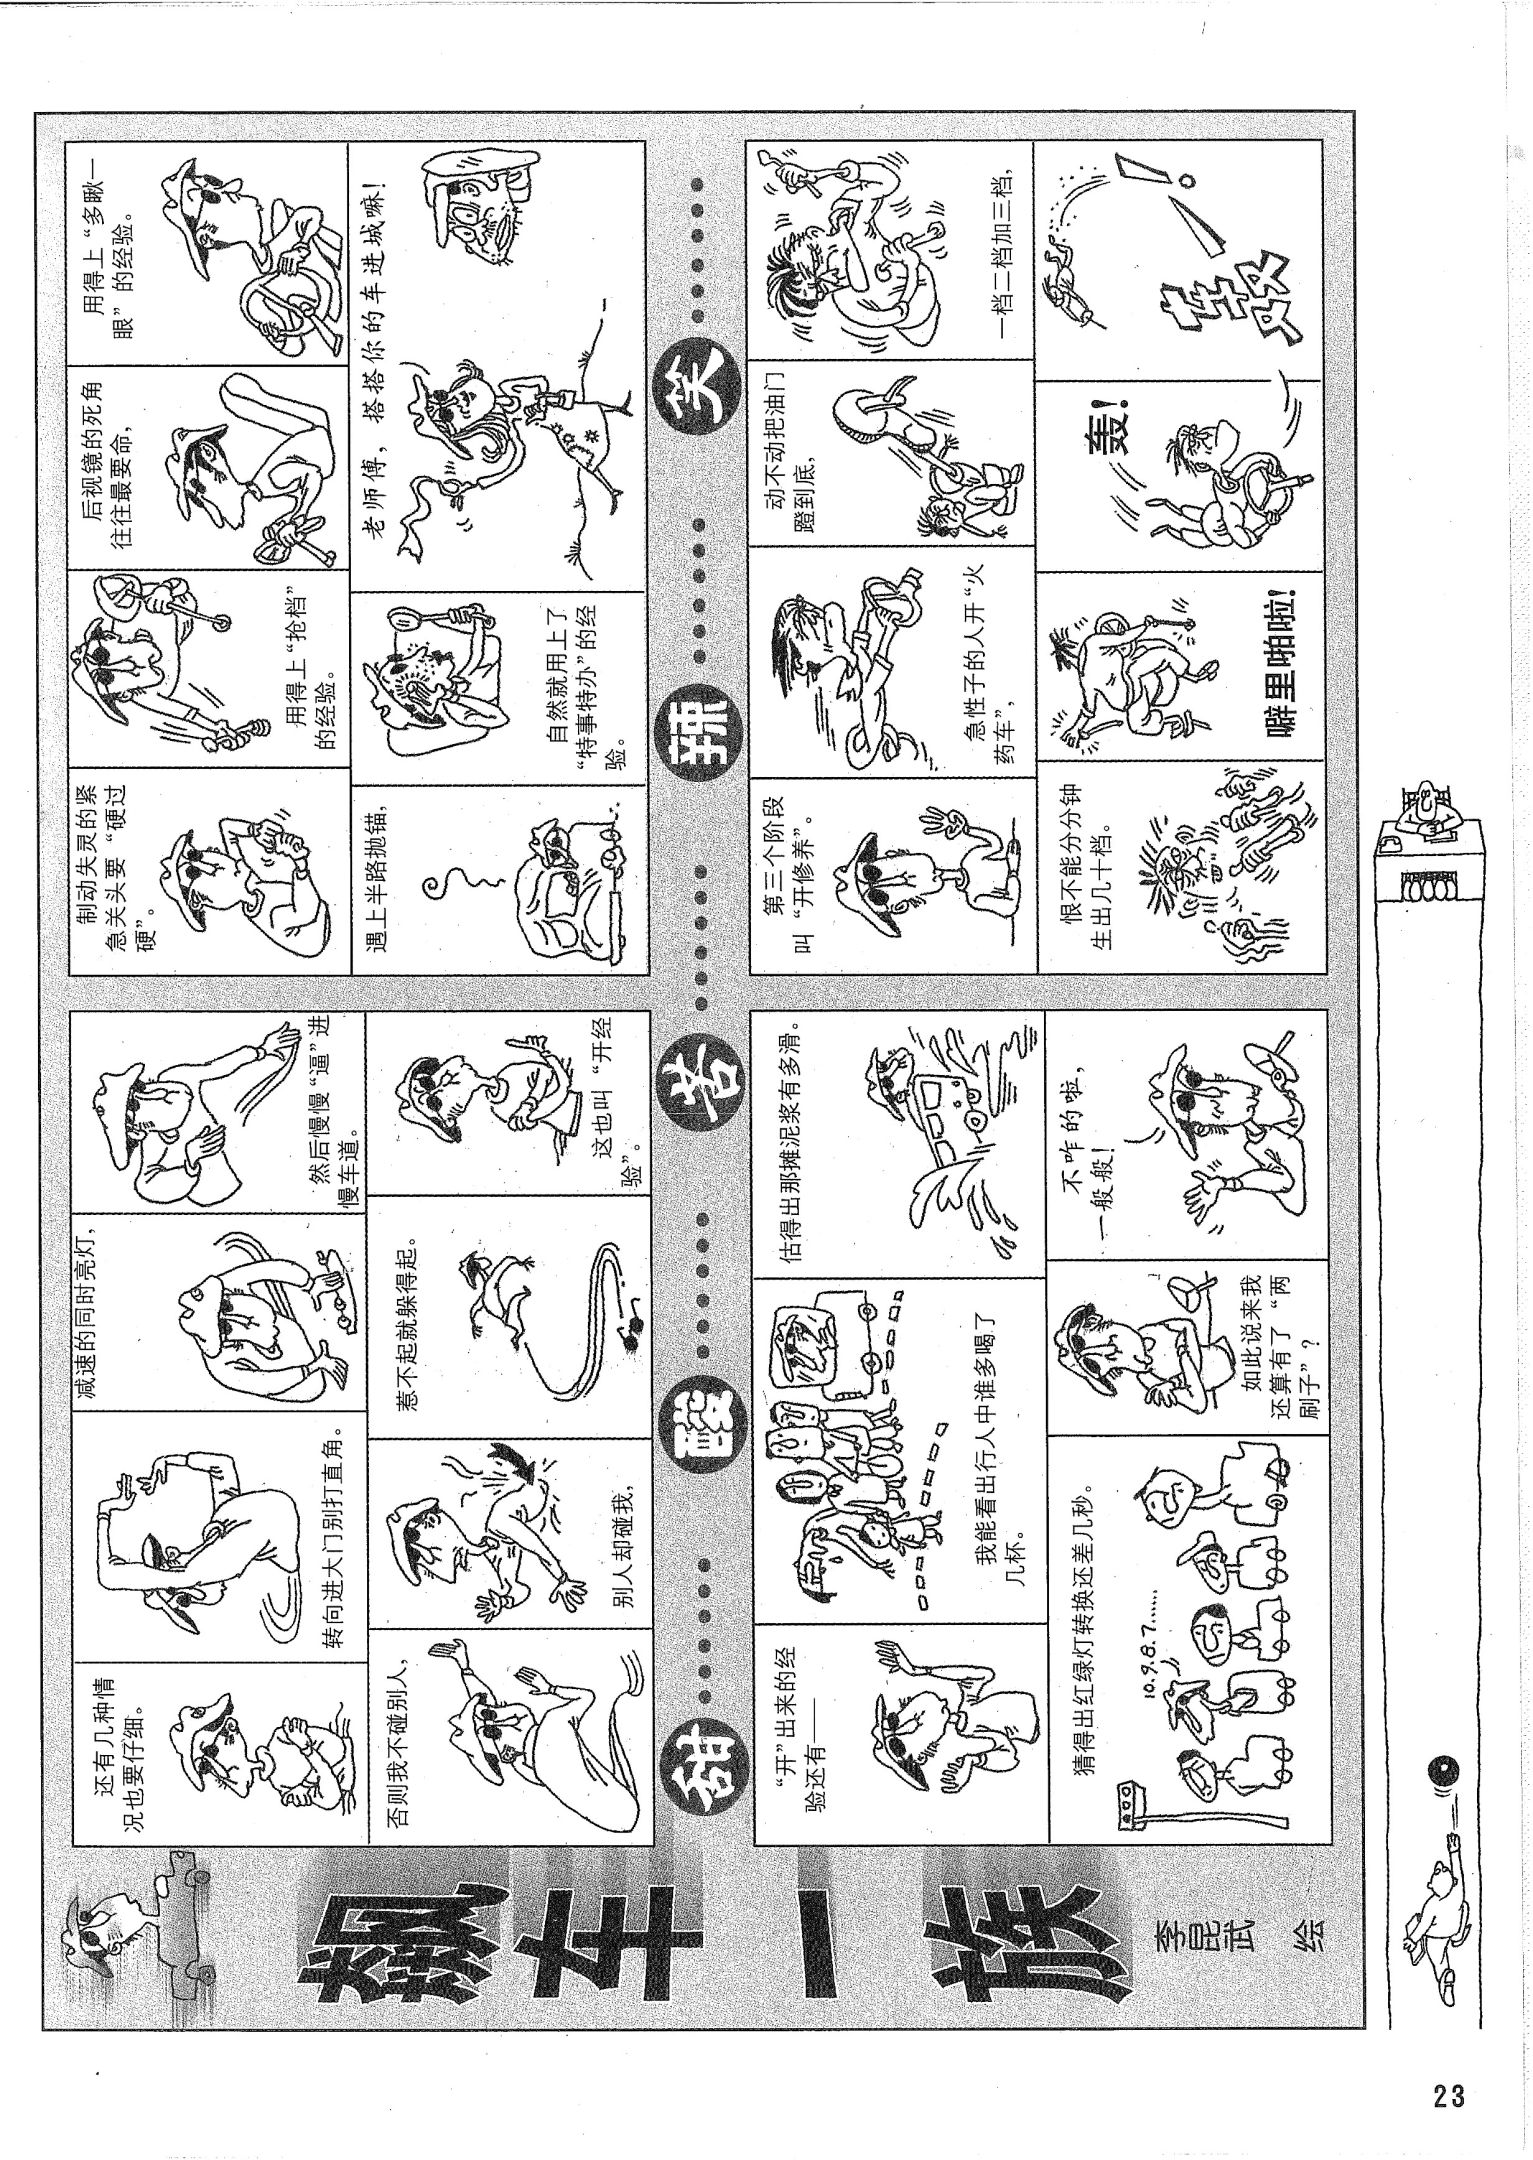 飙车一族
李昆武 绘
还有几种情
况也要仔细。
转向进大门别打直角。
减速的同时亮灯，
然后慢慢“逼”进
慢车道。
否则我不碰别人，
别人却碰我，
惹不起就躲得起。
这也叫“开经
验”。
制动失灵的紧
急关头要“硬过
硬”。
用得上“抢档”
的经验。
后视镜的死角
往往最要命，
用得上“多瞅一
眼”的经验。
遇上半路抛锚，
自然就用上了
“特事特办”的经
验。
老师傅，搭搭你的车进城嘛！
甜……酸……苦……辣……笑……
“开”出来的经
验还有——
我能看出行人中谁多喝了
几杯。
估得出那摊泥浆有多滑。
猜得出红绿灯转换还差几秒。
10.9.8.7……
如此说来我
还算有了“两
刷子”？
不咋的啦，
一般般！
第三个阶段
叫“开修养”。
急性子的人开“火
药车”，
动不动把油门
蹬到底，
一档二档加三档，
恨不能分分钟
生出几十档。
噼里啪啦！
轰！
轰！
23